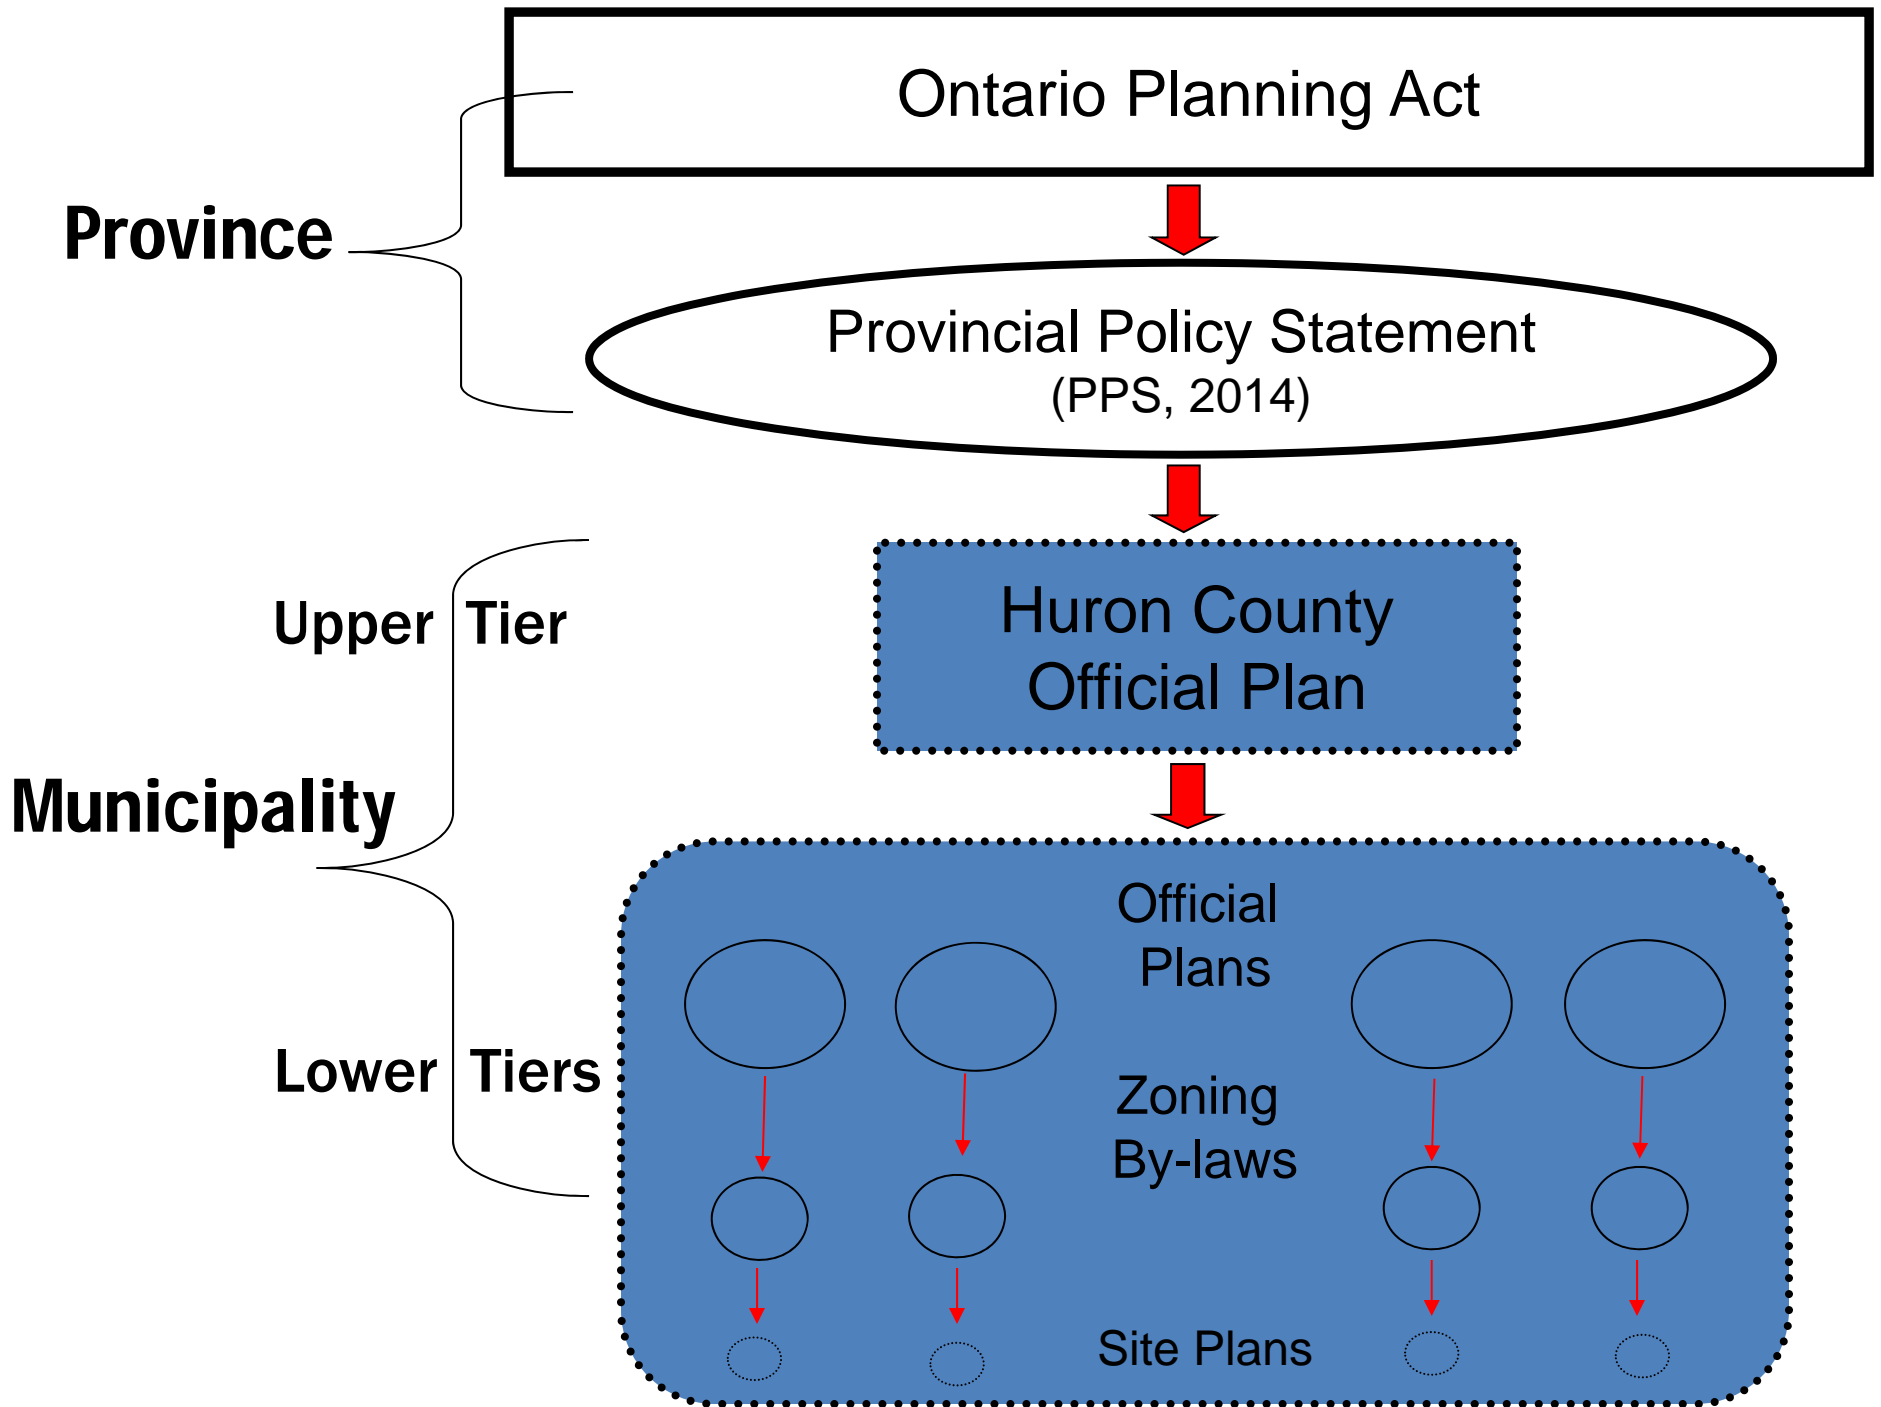 Ontario Planning Act
Province
Provincial Policy Statement
(PPS, 2014)
Upper Tier
Huron County
Official Plan
Municipality
Official
Plans
Lower Tiers
Zoning
By-laws
Site Plans